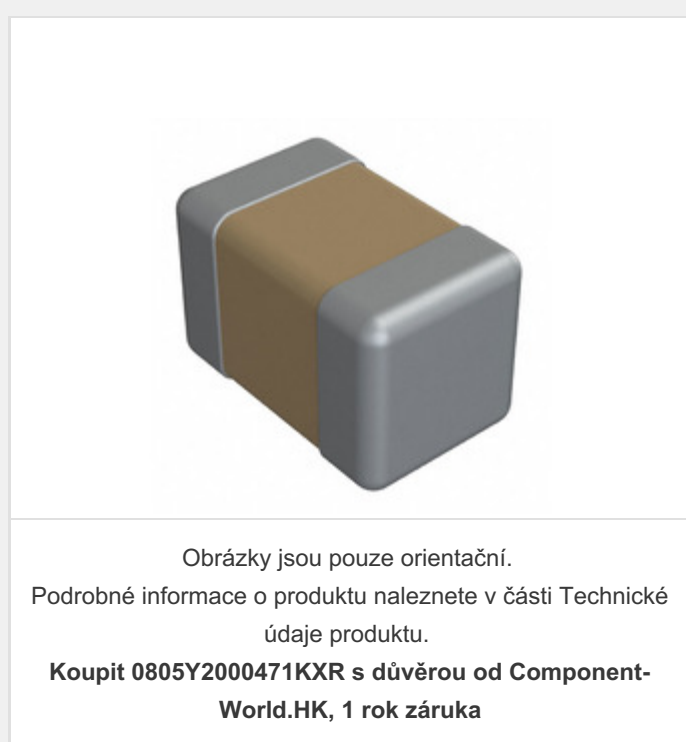 Obrázky jsou pouze orientační.
Podrobné informace o produktu naleznete v části Technické
údaje produktu.
Koupit 0805Y2000471KXR s důvěrou od Component-
World.HK, 1 rok záruka